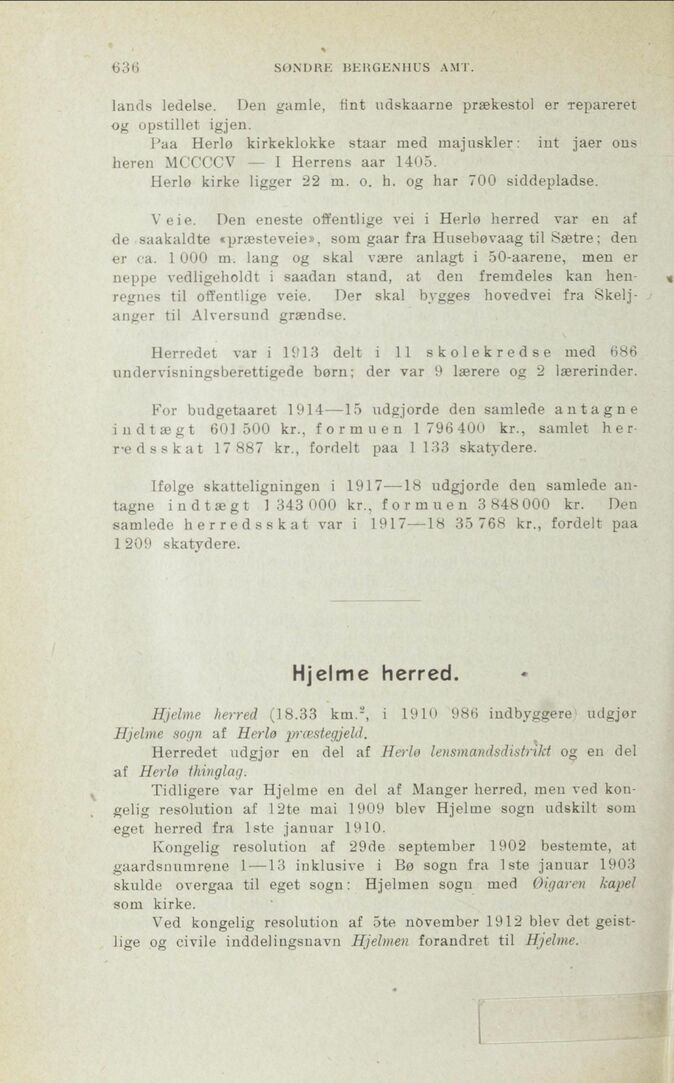 636 SØNDRE BERGENHUS AMT.
lands ledelse. Den gamle, fint udskaarne prækestol er repareret
og opstillet igjen.
Paa Herlø kirkeklokke staar med majuskler: int jaer ons
heren MCCCCV — I Herrens aar 1405.
Herlø kirke ligger 22 m. o. h. og har 700 siddepladse.
Veie. Den eneste offentlige vei i Herlø herred var en af
de saakaldte «præsteveie», som gaar fra Husebøvaag til Sætre; den
er ca. 1 000 m. lang og skal være anlagt i 50-aarene, men er
neppe vedligeholdt i saadan stand, at den fremdeles kan hen-
regnes til offentlige veie. Der skal bygges hovedvei fra Skelj-
anger til Alversund grændse.
Herredet var i 1913 delt i 11 skolekredse med 686
undervisningsberettigede børn; der var 9 lærere og 2 lærerinder.
For budgetaaret 1914—15 udgjorde den samlede antagne
indtægt 601 500 kr., formuen 1 796 400 kr., samlet her-
redsskat 17 887 kr., fordelt paa 1 133 skatydere.
Ifølge skatteligningen i 1917—18 udgjorde den samlede an-
tagne indtægt 1 343 000 kr., formuen 3 848 000 kr. Den
samlede herredsskat var i 1917—18 35 768 kr., fordelt paa
1 209 skatydere.
Hjelme herred.
Hjelme herred (18.33 km.², i 1910 986 indbyggere) udgjør
Hjelme sogn af Herlø præstegjeld.
Herredet udgjør en del af Herlø lensmandsdistrikt og en del
af Herlø thinglag.
Tidligere var Hjelme en del af Manger herred, men ved kon-
gelig resolution af 12te mai 1909 blev Hjelme sogn udskilt som
eget herred fra 1ste januar 1910.
Kongelig resolution af 29de september 1902 bestemte, at
gaardsnumrene 1—13 inklusive i Bø sogn fra 1ste januar 1903
skulde overgaa til eget sogn: Hjelmen sogn med Øigaren kapel
som kirke.
Ved kongelig resolution af 5te november 1912 blev det geist-
lige og civile inddelingsnavn Hjelmen forandret til Hjelme.